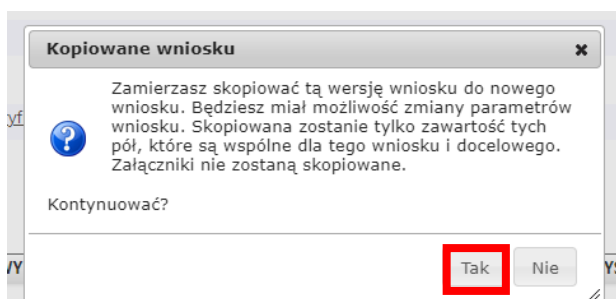 Kopiowane wniosku
Zamierzasz skopiować tą wersję wniosku do nowego
wniosku. Będziesz miał możliwość zmiany parametrów
wniosku. Skopiowana zostanie tylko zawartość tych
pól, które są wspólne dla tego wniosku i docelowego.
Załączniki nie zostaną skopiowane.
yf
Kontynuować?
Tak Nie